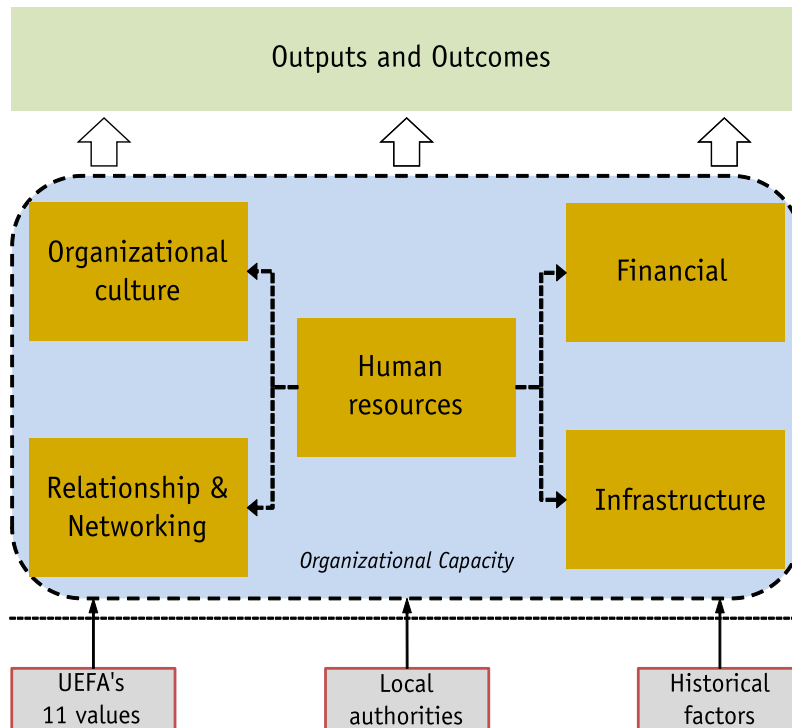 Outputs and Outcomes
Organizational
culture
Financial
Human
resources
Relationship &
Networking
Infrastructure
Organizational Capacity
UEFA's
11 values
Local
authorities
Historical
factors